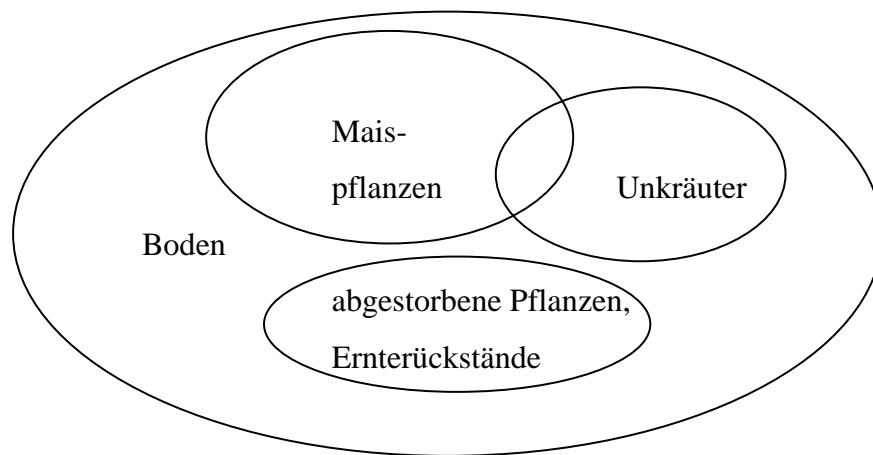 Mais-
pflanzen
Unkräuter
Boden
abgestorbene Pflanzen,
Ernterückstände